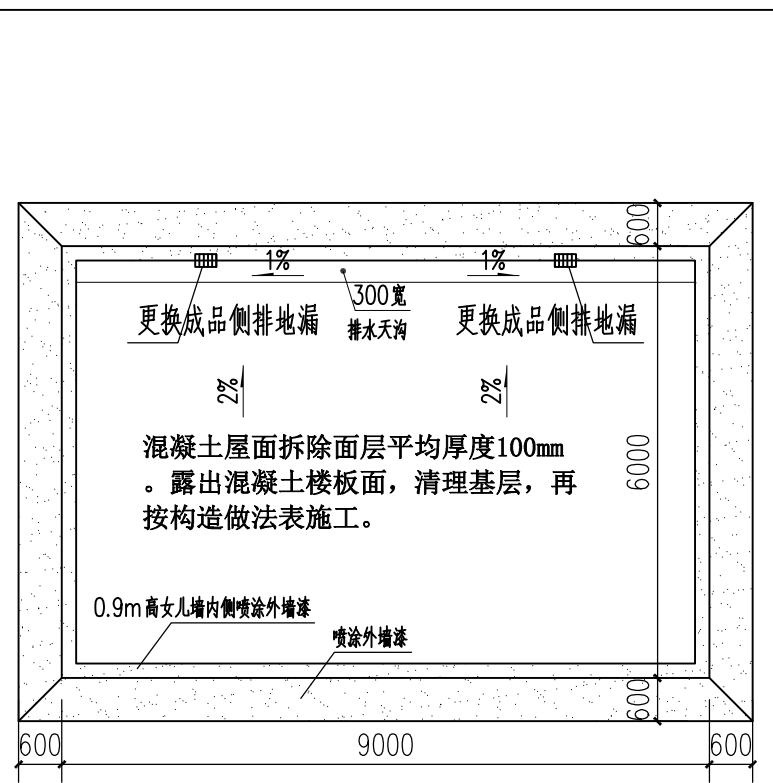 600
1%
1%
300宽
排水天沟
更换成品侧排地漏
更换成品侧排地漏
2%
2%
混凝土屋面拆除面层平均厚度100mm
。露出混凝土楼板面，清理基层，再
按构造做法表施工。
6000
0.9m高女儿墙内侧喷涂外墙漆
喷涂外墙漆
600
600
9000
600